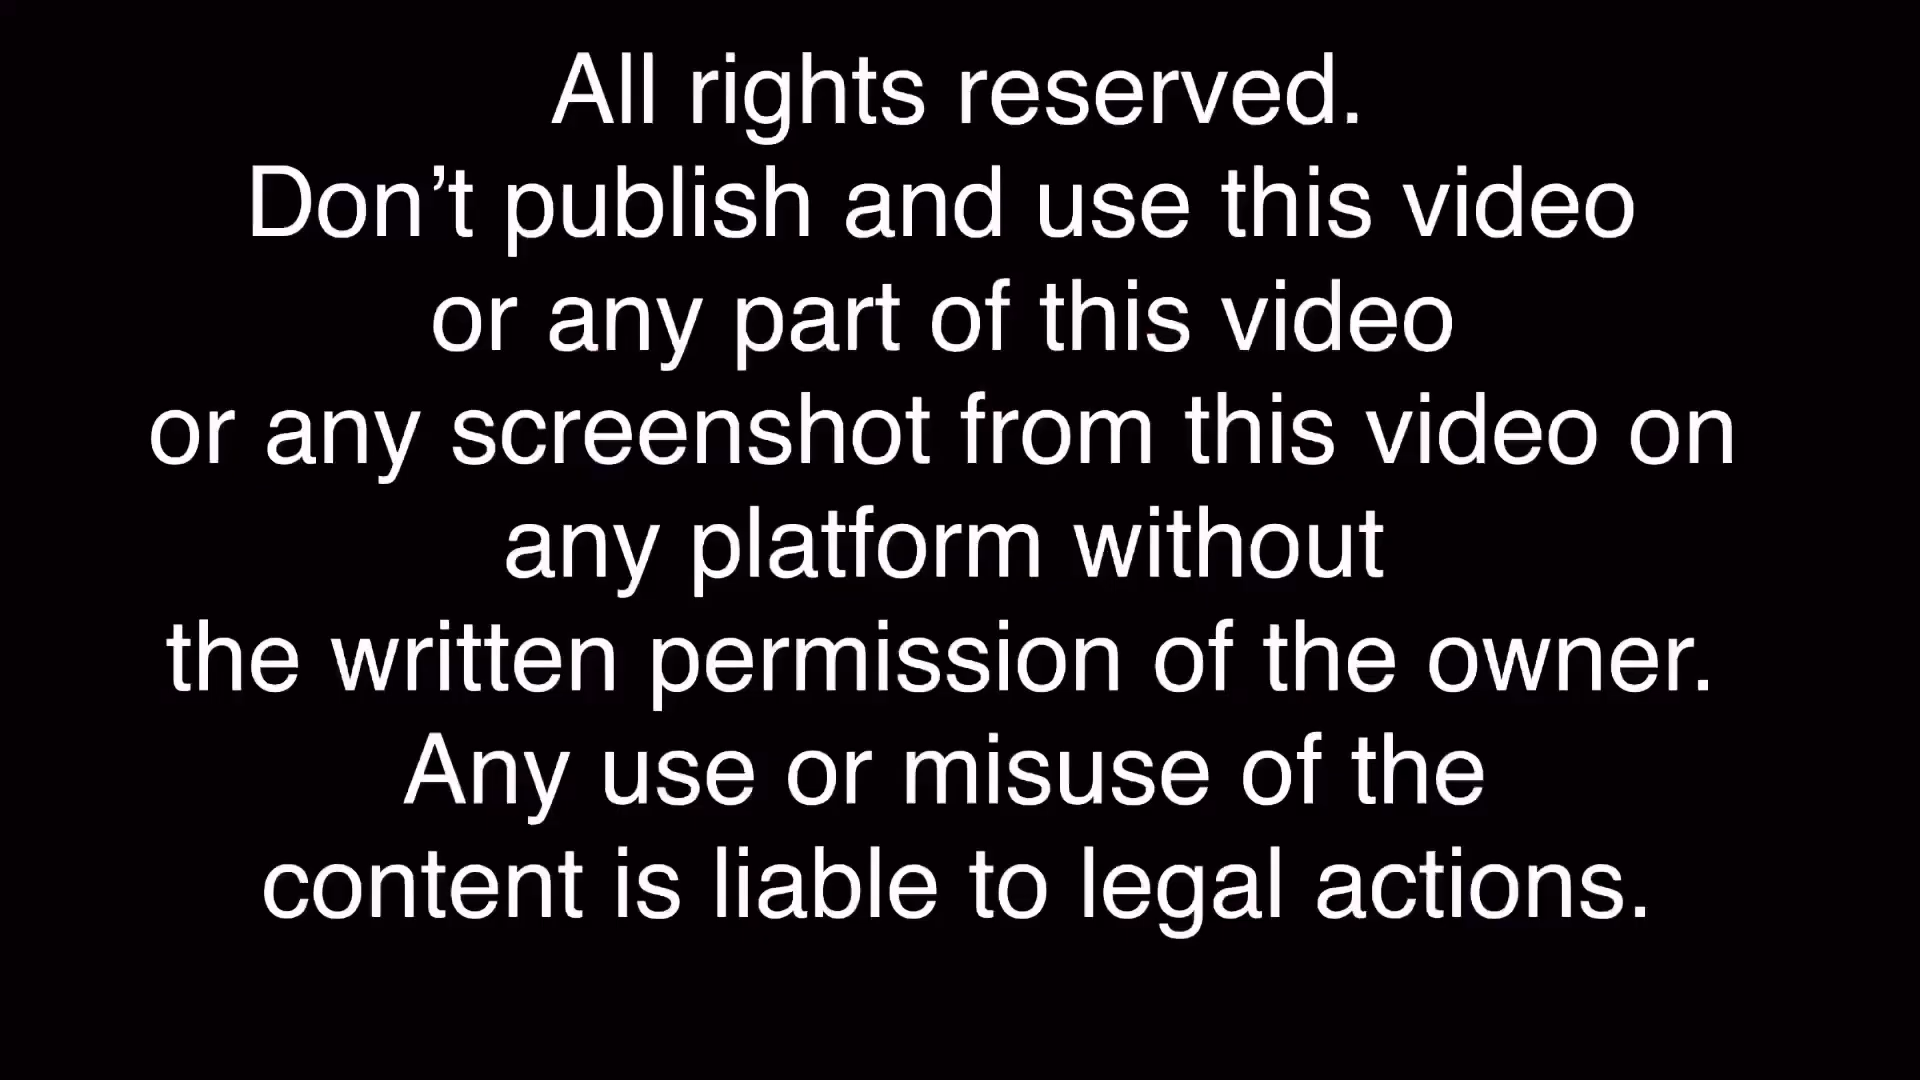 All rights reserved.
Don’t publish and use this video
or any part of this video
or any screenshot from this video on
any platform without
the written permission of the owner.
Any use or misuse of the
content is liable to legal actions.